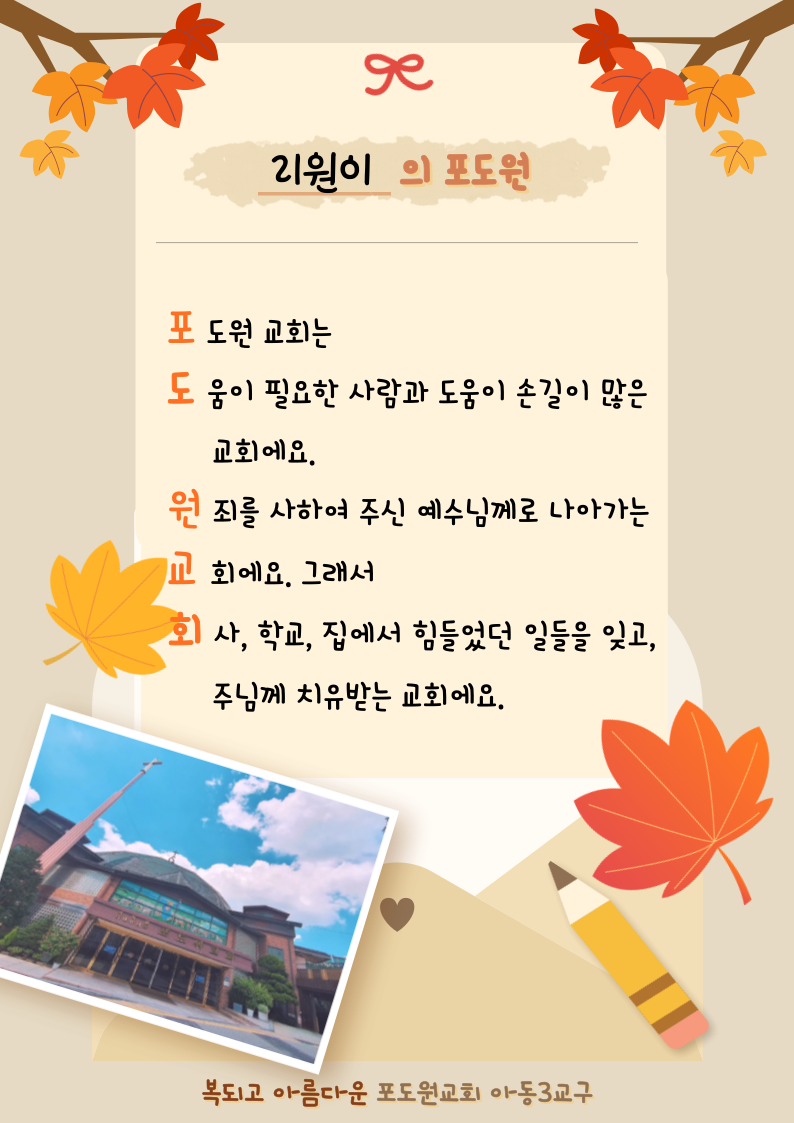 리원이 의 포도원
포 도원 교회는
도 움이 필요한 사람과 도움이 손길이 많은
교회에요.
원 죄를 사하여 주신 예수님께로 나아가는
교 회에요. 그래서
회 사, 학교, 집에서 힘들었던 일들을 잊고,
주님께 치유받는 교회에요.
복되고 아름다운 포도원교회 아동3교구